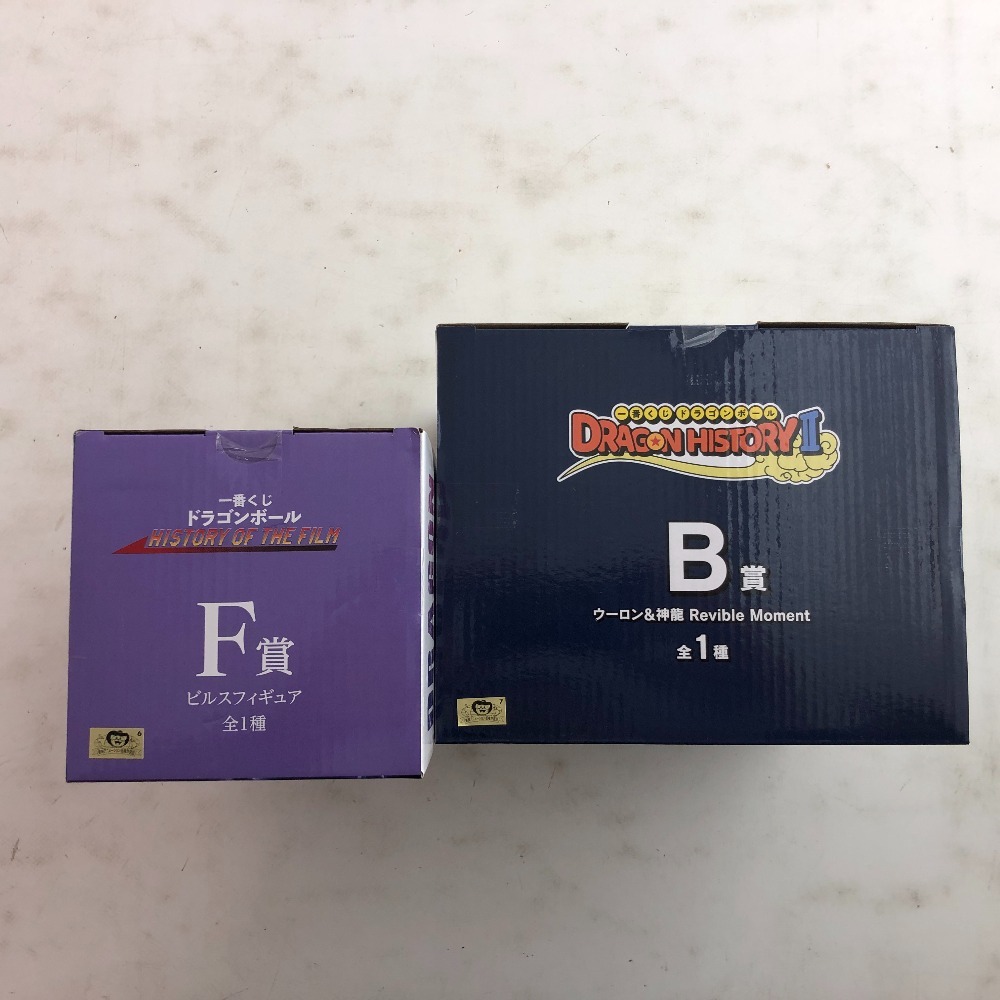 一番くじ
ドラゴンボール
HISTORY OF THE FILM
F賞
ビルスフィギュア
全1種
6
一番くじ ドラゴンボール
DRAGON HISTORY II
B賞
ウーロン&神龍 Revible Moment
全1種
7